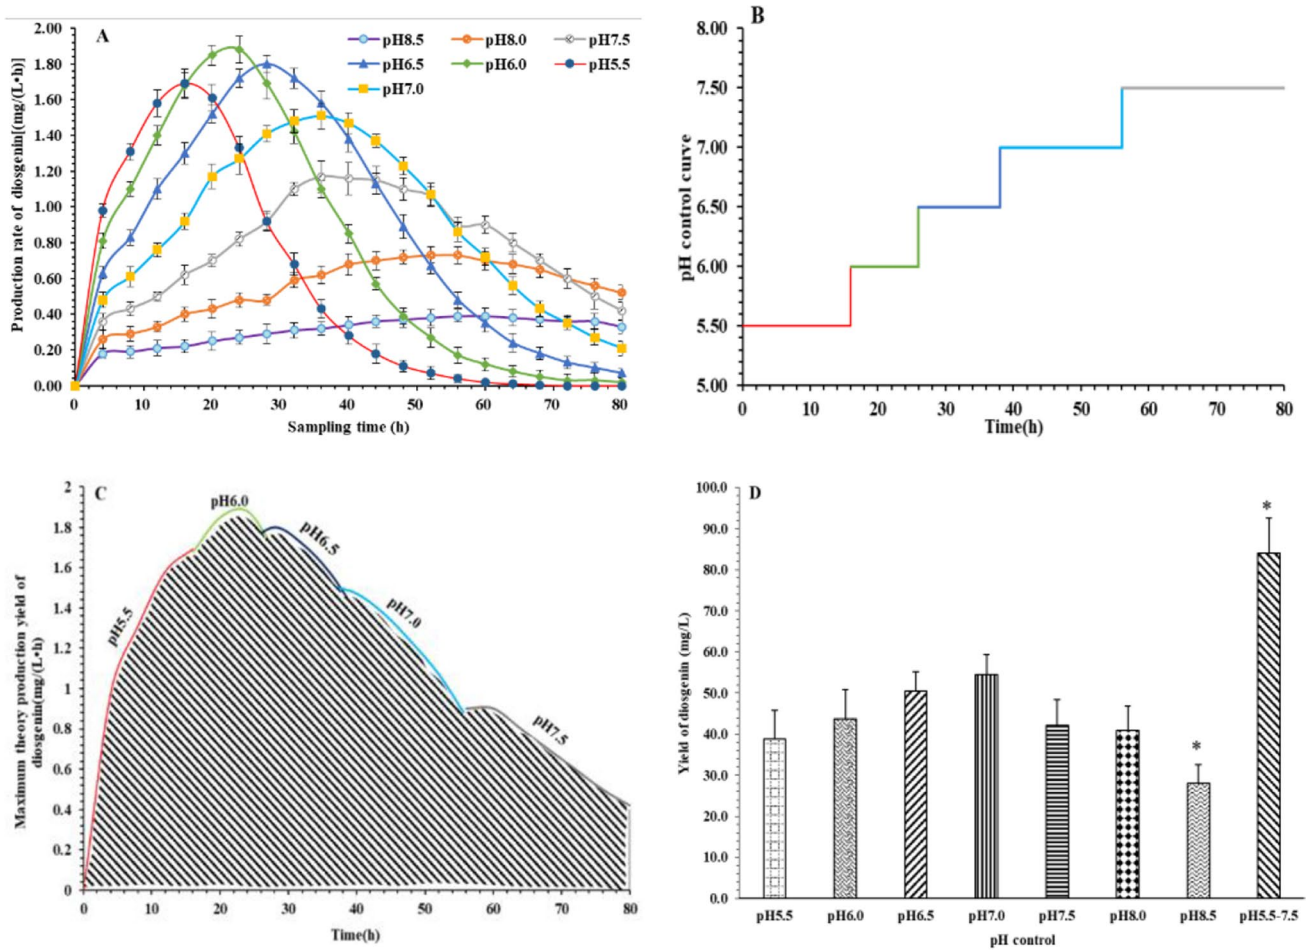 A
Production rate of diosgenin[(mg/(L•h)]
2.00
1.80
1.60
1.40
1.20
1.00
0.80
0.60
0.40
0.20
0.00
pH8.5 pH8.0 pH7.5
pH6.5 pH6.0 pH5.5
pH7.0
0 10 20 30 40 50 60 70 80
Sampling time (h)
B
pH control curve
8.00
7.50
7.00
6.50
6.00
5.50
5.00
0 10 20 30 40 50 60 70 80
Time(h)
C
Maximum theory production yield of
diosgenin(mg/(L•h)
2
1.8
1.6
1.4
1.2
1
0.8
0.6
0.4
0.2
0
pH5.5
pH6.0
pH6.5
pH7.0
pH7.5
0 10 20 30 40 50 60 70 80
Time(h)
D
Yield of diosgenin (mg/L)
100.0
90.0
80.0
70.0
60.0
50.0
40.0
30.0
20.0
10.0
0.0
*
*
pH5.5 pH6.0 pH6.5 pH7.0 pH7.5 pH8.0 pH8.5 pH5.5-7.5
pH control